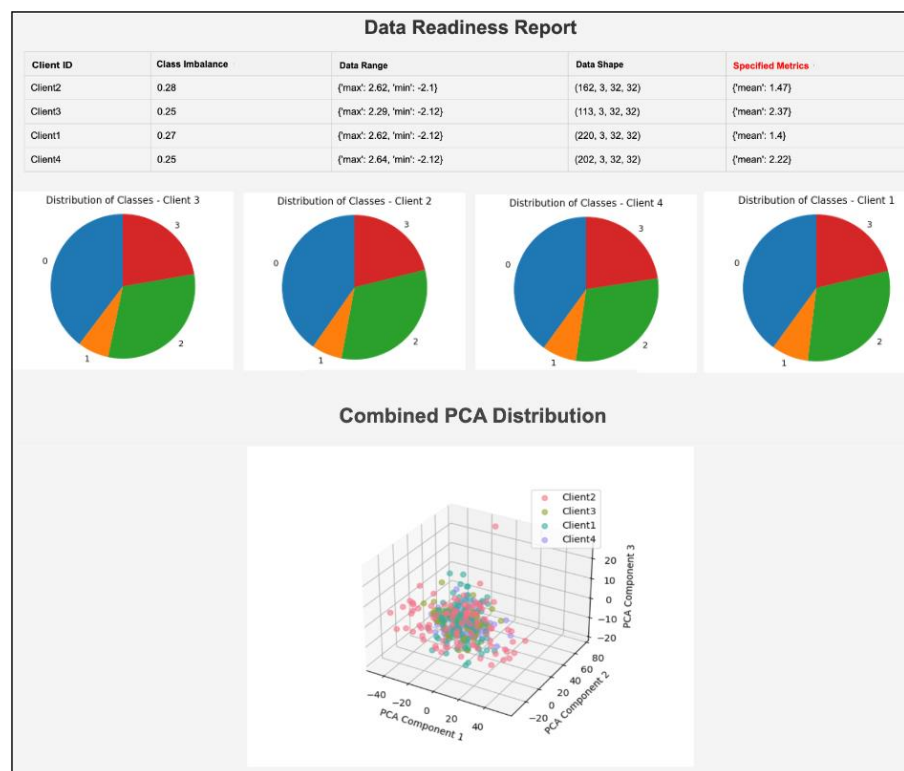 Data Readiness Report
Client ID Class Imbalance Data Range Data Shape Specified Metrics
Client2 0.28 {'max': 2.62, 'min': -2.1} (162, 3, 32, 32) {'mean': 1.47}
Client3 0.25 {'max': 2.29, 'min': -2.12} (113, 3, 32, 32) {'mean': 2.37}
Client1 0.27 {'max': 2.62, 'min': -2.12} (220, 3, 32, 32) {'mean': 1.4}
Client4 0.25 {'max': 2.64, 'min': -2.12} (202, 3, 32, 32) {'mean': 2.22}
Distribution of Classes - Client 3
0
1
2
3
Distribution of Classes - Client 2
0
1
2
3
Distribution of Classes - Client 4
0
1
2
3
Distribution of Classes - Client 1
0
1
2
3
Combined PCA Distribution
Client2
Client3
Client1
Client4
PCA Component 3
20
10
0
−10
−20
PCA Component 2
80
60
40
20
0
−20
−40 −20 0 20 40
PCA Component 1